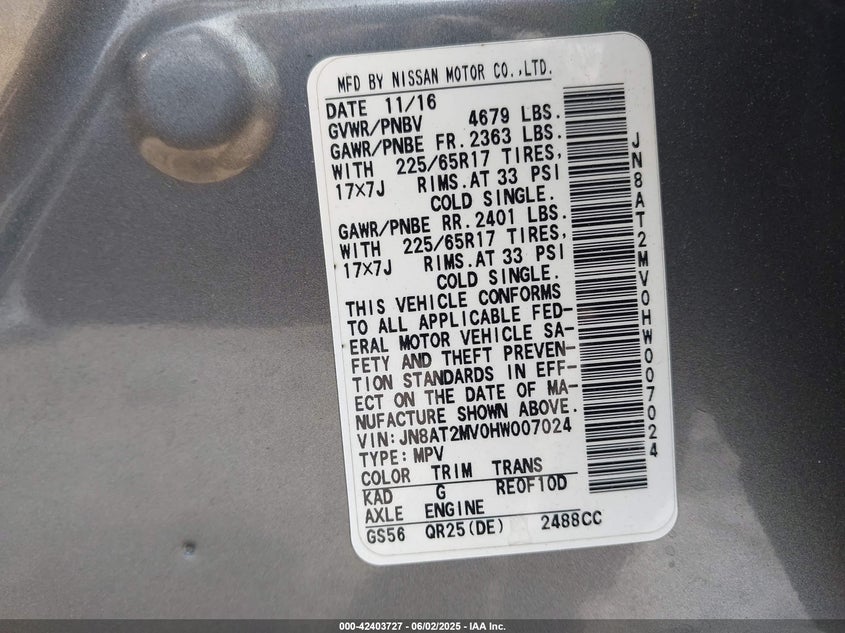 MFD BY NISSAN MOTOR CO.,LTD.
DATE 11/16
GVWR/PNBV 4679 LBS.
GAWR/PNBE FR. 2363 LBS.
WITH 225/65R17 TIRES,
17×7J RIMS.AT 33 PSI
COLD SINGLE.
GAWR/PNBE RR. 2401 LBS.
WITH 225/65R17 TIRES,
17×7J RIMS.AT 33 PSI
COLD SINGLE.
THIS VEHICLE CONFORMS
TO ALL APPLICABLE FED-
ERAL MOTOR VEHICLE SA-
FETY AND THEFT PREVEN-
TION STANDARDS IN EFF-
ECT ON THE DATE OF MA-
NUFACTURE SHOWN ABOVE.
VIN:JN8AT2MV0HW007024
TYPE:MPV
COLOR TRIM TRANS
KAD G RE0F10D
AXLE ENGINE
GS56 QR25(DE) 2488CC
JN8AT2MV0HW007024
000-42403727 - 06/02/2025 - IAA Inc.